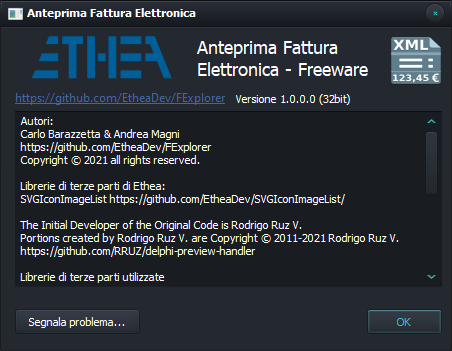 Anteprima Fattura Elettronica
ETHEA
Anteprima Fattura
Elettronica - Freeware
XML
123,45 €
https://github.com/EtheaDev/FExplorer
Versione 1.0.0.0 (32bit)
Autori:
Carlo Barazzetta & Andrea Magni
https://github.com/EtheaDev/FExplorer
Copyright © 2021 all rights reserved.
Librerie di terze parti di Ethea:
SVGIconImageList https://github.com/EtheaDev/SVGIconImageList/
The Initial Developer of the Original Code is Rodrigo Ruz V.
Portions created by Rodrigo Ruz V. are Copyright © 2011-2021 Rodrigo Ruz V.
https://github.com/RRUZ/delphi-preview-handler
Librerie di terze parti utilizzate
Segnala problema...
OK